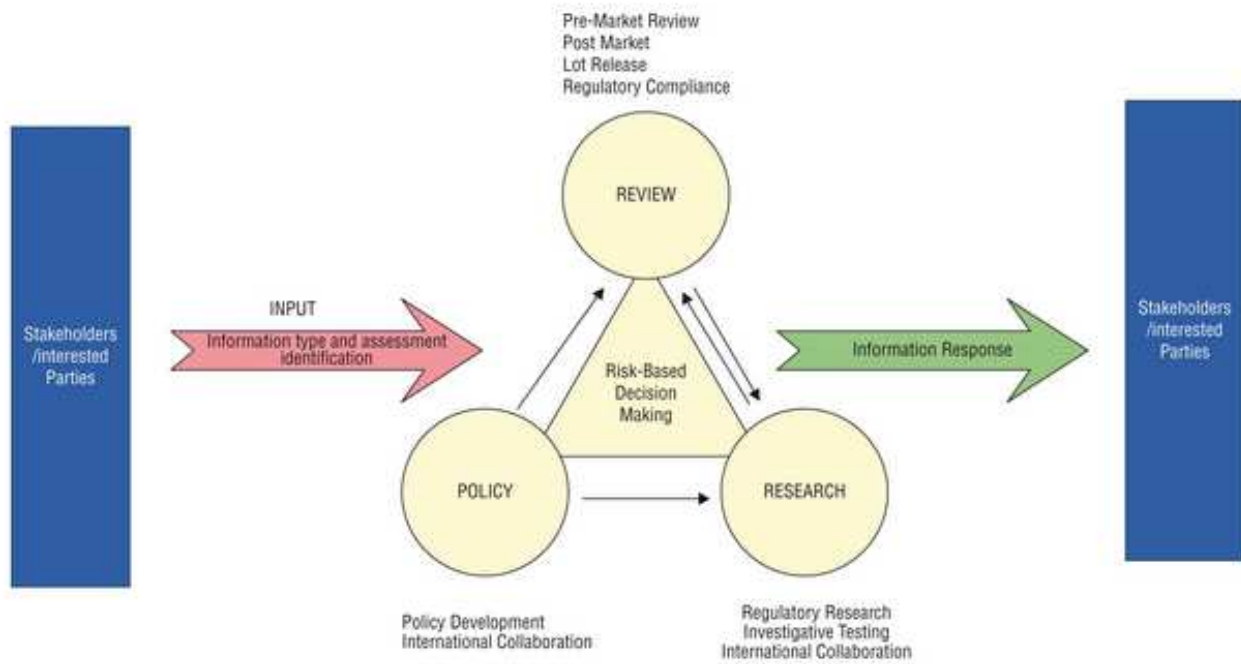 Pre-Market Review
Post Market
Lot Release
Regulatory Compliance
REVIEW
Stakeholders
/interested
Parties
INPUT
Information type and assessment
identification
Risk-Based
Decision
Making
Information Response
Stakeholders
/interested
Parties
POLICY
RESEARCH
Policy Development
International Collaboration
Regulatory Research
Investigative Testing
International Collaboration